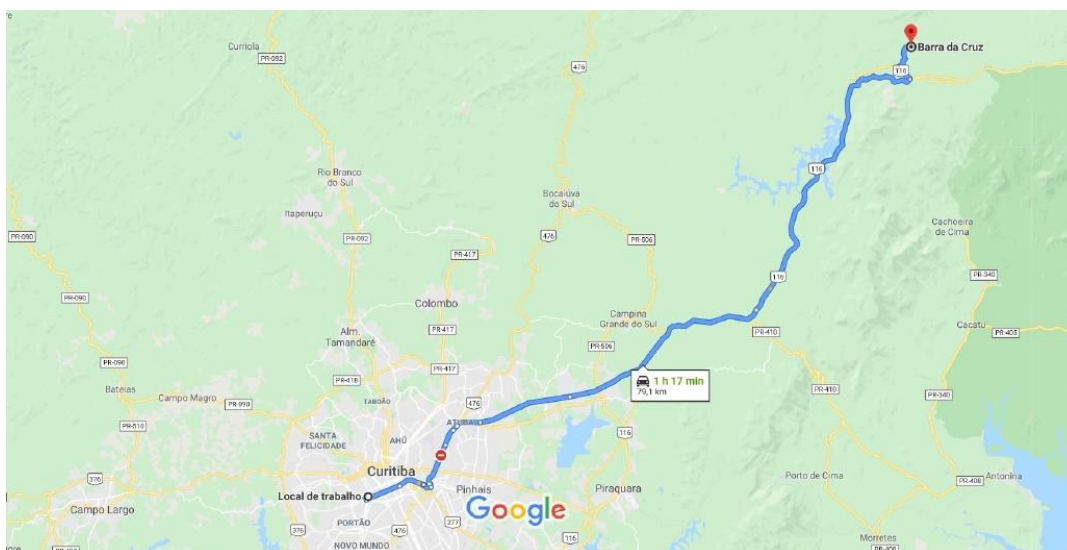 Curriola
PR-092
476
116
Barra da Cruz
116
Rio Branco
do Sul
Itaperuçu
Bocaiuva
do Sul
Cachoeira
de Cima
PR-090
PR-092
476
PR-506
PR-417
116
PR-340
PR-090
Colombo
Campina
Grande do Sul
PR-410
Cacatu
PR-405
Alm.
Tamandaré
PR-417
PR-506
PR-090
PR-418
PR-417
1 h 17 min
79,1 km
PR-410
Bateias
Campo Magro
PR-090
TABOÃO
476
PR-340
PR-510
SANTA
FELICIDADE
AHÚ
ATUBA
116
376
Curitiba
Local de trabalho
Pinhais
Piraquara
Porto de Cima
PR-408
Antonina
Campo Largo
PORTÃO
Google
376
277
NOVO MUNDO
116
Morretes